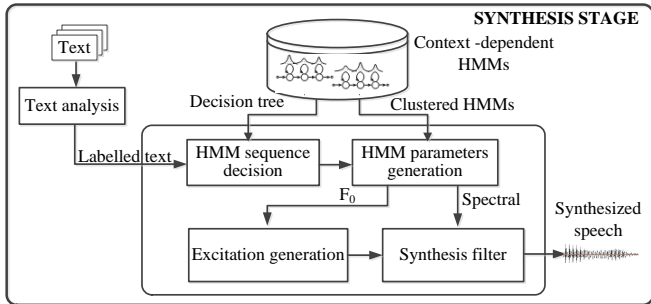 SYNTHESIS STAGE
Text
Context -dependent
HMMs
Text analysis
Decision tree
Clustered HMMs
Labelled text
HMM sequence
decision
HMM parameters
generation
F₀
Spectral
Synthesized
speech
Excitation generation
Synthesis filter